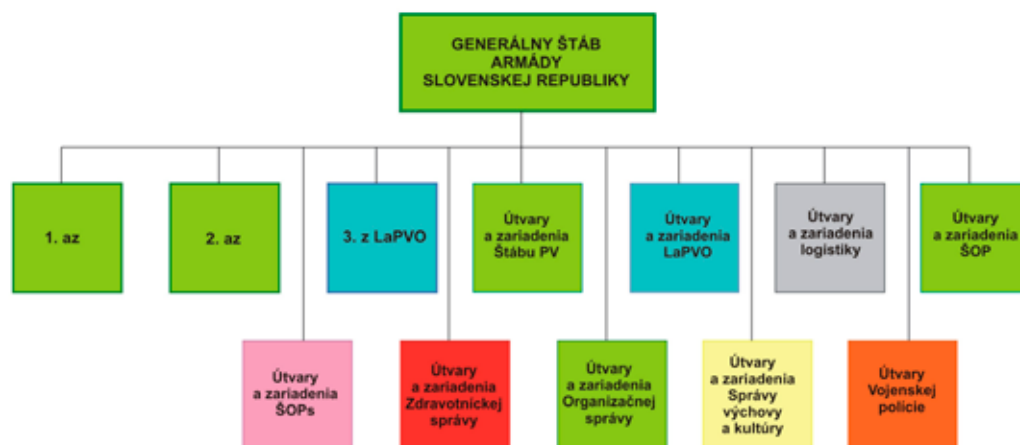 GENERÁLNY ŠTÁB
ARMÁDY
SLOVENSKEJ REPUBLIKY
1. az
2. az
3. z LaPVO
Útvary
a zariadenia
Štábu PV
Útvary
a zariadenia
LaPVO
Útvary
a zariadenia
logistiky
Útvary
a zariadenia
ŠOP
Útvary
a zariadenia
ŠOPs
Útvary
a zariadenia
Zdravotníckej
správy
Útvary
a zariadenia
Organizačnej
správy
Útvary
a zariadenia
Správy
výchovy
a kultúry
Útvary
Vojenskej
polície